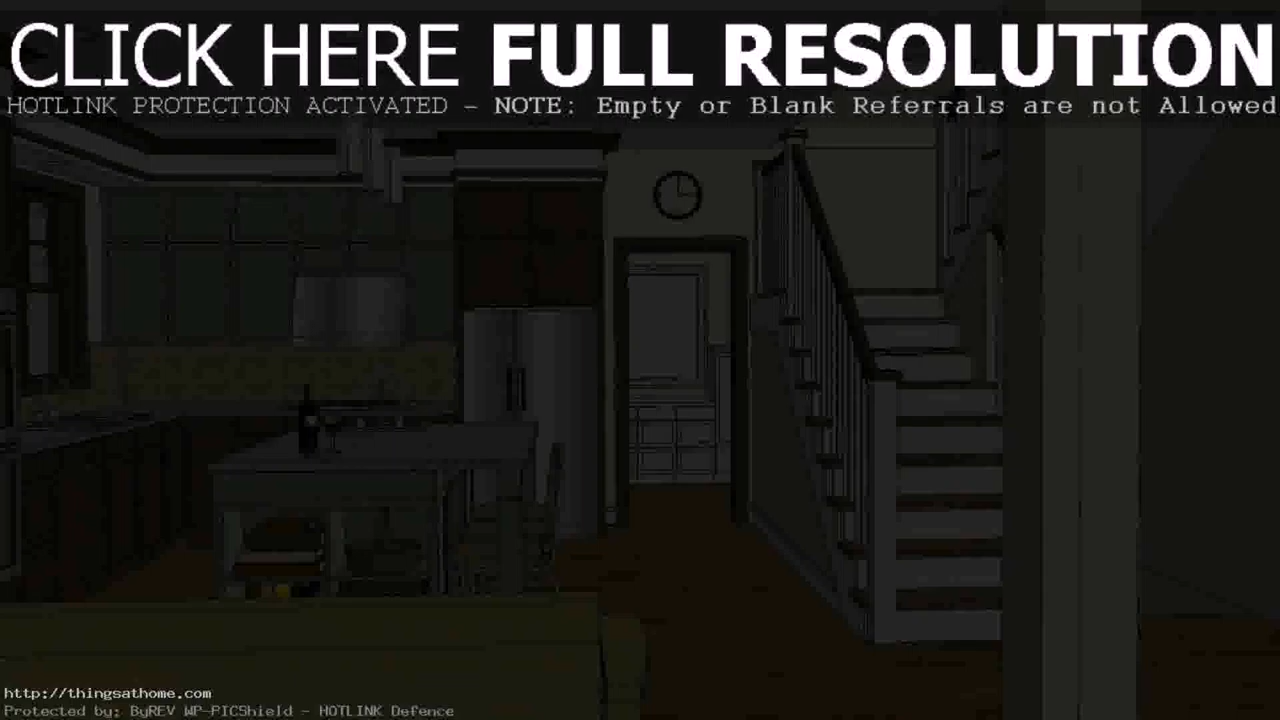 CLICK HERE FULL RESOLUTION
HOTLINK PROTECTION ACTIVATED - NOTE: Empty or Blank Referrals are not Allowed
http://thingsathome.com
Protected by: ByREV WP-PICShield - HOTLINK Defence